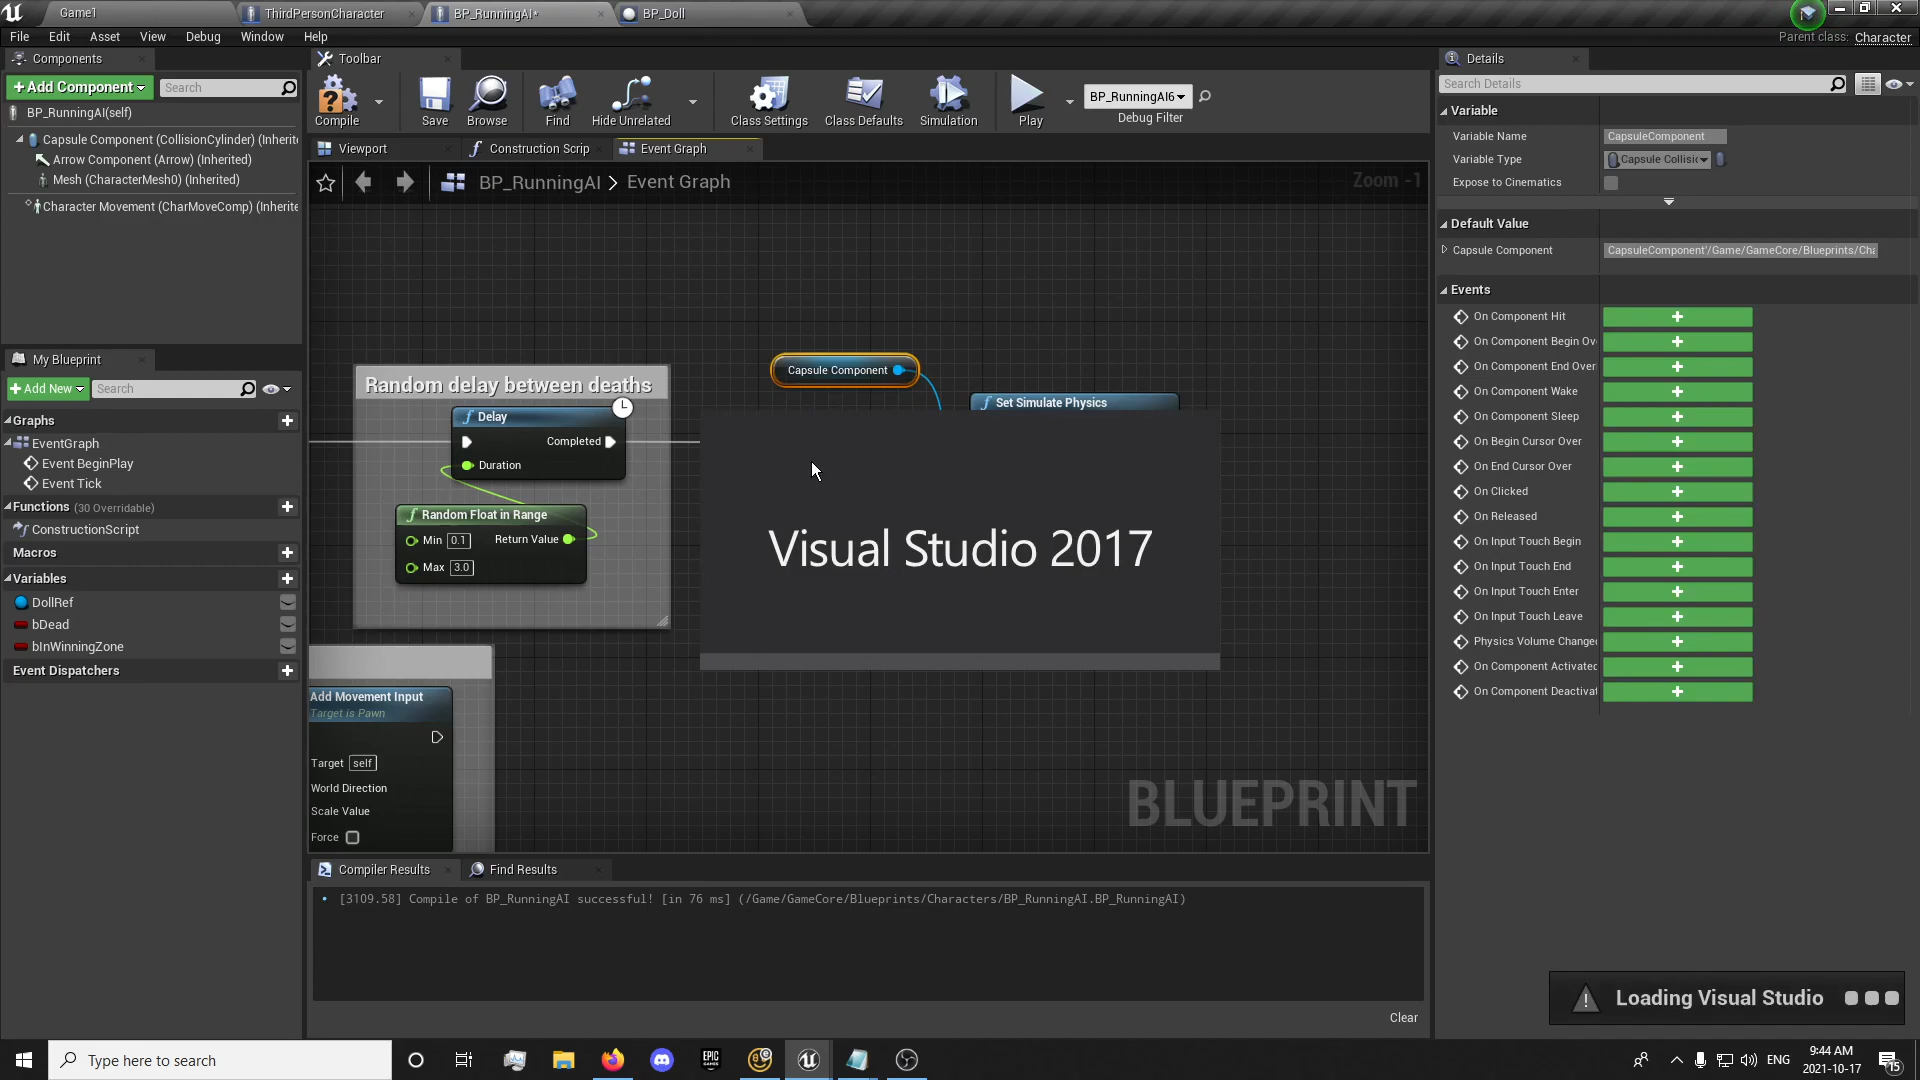 Game1
ThirdPersonCharacter
BP_RunningAI*
BP_Doll
File Edit Asset View Debug Window Help
Parent class: Character
Components
+Add Component
Search
BP_RunningAI(self)
Capsule Component (CollisionCylinder) (Inherit
Arrow Component (Arrow) (Inherited)
Mesh (CharacterMesh0) (Inherited)
Character Movement (CharMoveComp) (Inherite
My Blueprint
+Add New
Search
Graphs
EventGraph
Event BeginPlay
Event Tick
Functions (30 Overridable)
ConstructionScript
Macros
Variables
DollRef
bDead
bInWinningZone
Event Dispatchers
Toolbar
Compile
Save
Browse
Find
Hide Unrelated
Class Settings
Class Defaults
Simulation
Play
BP_RunningAI6
Debug Filter
Viewport
Construction Scrip
Event Graph
BP_RunningAI > Event Graph
Zoom -1
Random delay between deaths
Delay
Completed
Duration
Random Float in Range
Min 0.1
Return Value
Max 3.0
Capsule Component
Set Simulate Physics
Visual Studio 2017
Add Movement Input
Target is Pawn
Target self
World Direction
Scale Value
Force
BLUEPRINT
Compiler Results
Find Results
[3109.58] Compile of BP_RunningAI successful! [in 76 ms] (/Game/GameCore/Blueprints/Characters/BP_RunningAI.BP_RunningAI)
Clear
Details
Search Details
Variable
Variable Name CapsuleComponent
Variable Type Capsule Collisic
Expose to Cinematics
Default Value
Capsule Component CapsuleComponent'/Game/GameCore/Blueprints/Cha
Events
On Component Hit
On Component Begin Ov
On Component End Over
On Component Wake
On Component Sleep
On Begin Cursor Over
On End Cursor Over
On Clicked
On Released
On Input Touch Begin
On Input Touch End
On Input Touch Enter
On Input Touch Leave
Physics Volume Change
On Component Activated
On Component Deactivat
Loading Visual Studio
Type here to search
EPIC GAMES
ENG
9:44 AM
2021-10-17
15